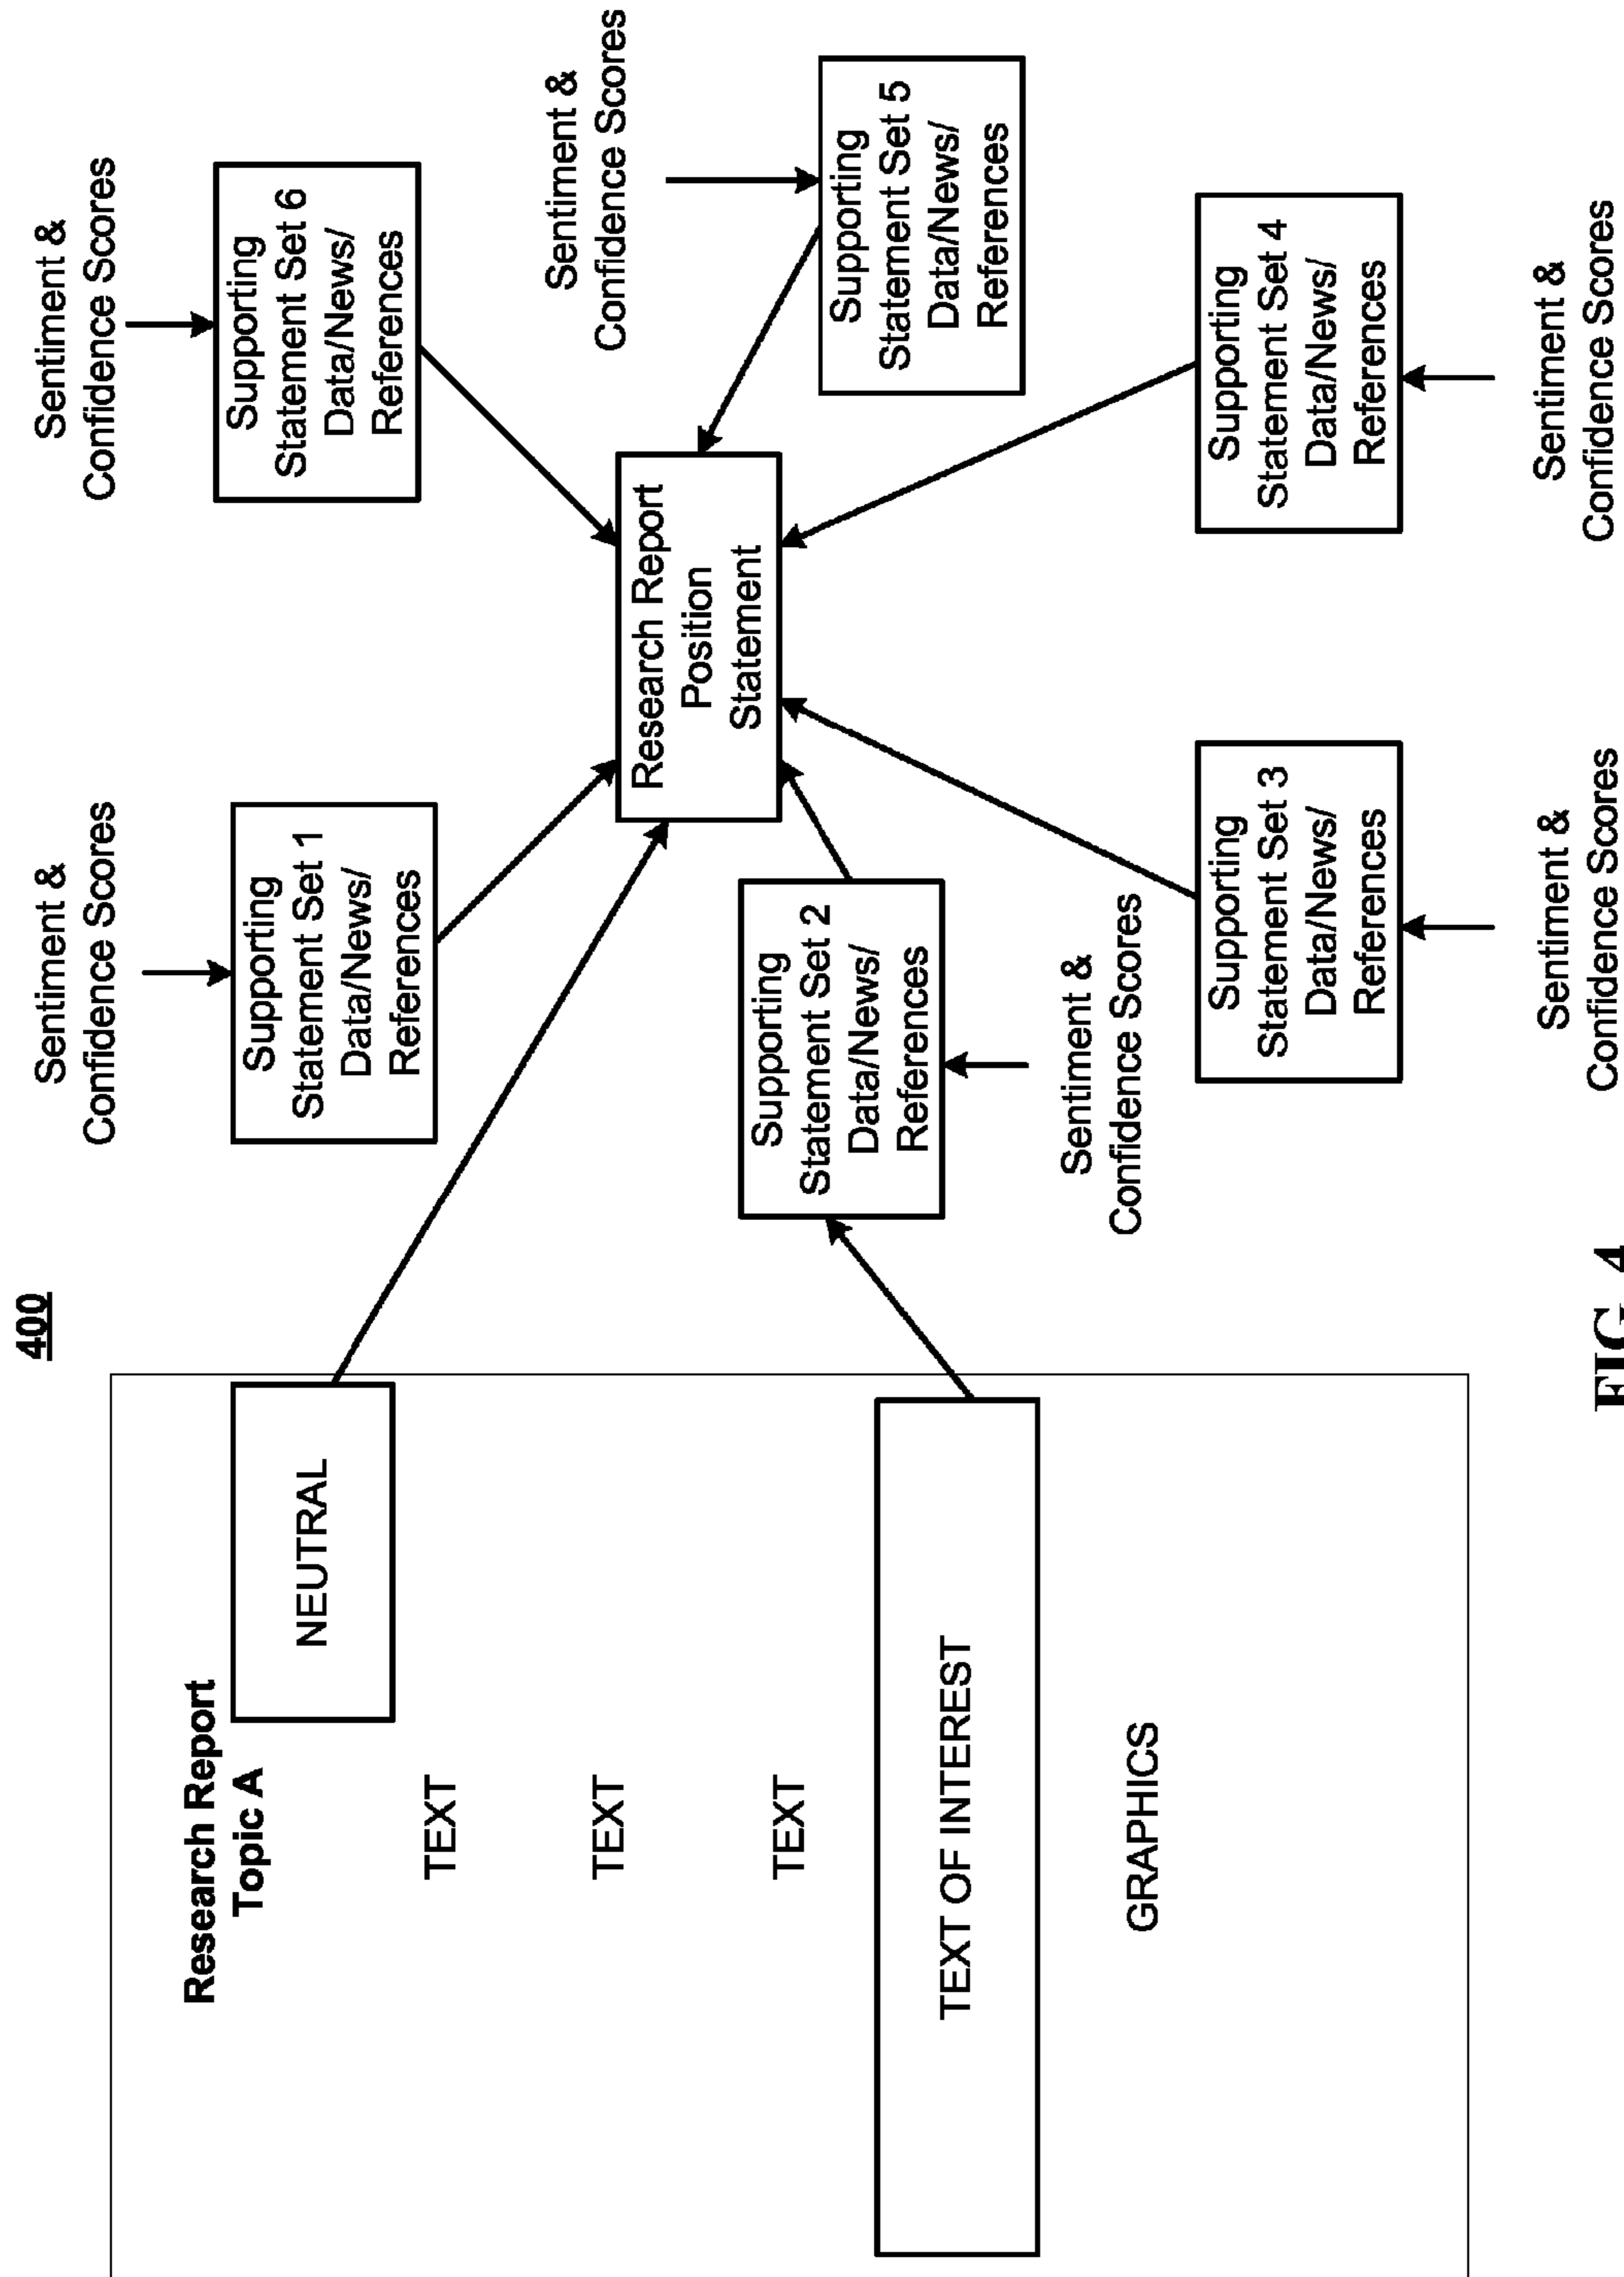 400
Research Report
Topic A
NEUTRAL
TEXT
TEXT
TEXT
TEXT OF INTEREST
GRAPHICS
Sentiment &
Confidence Scores
Supporting
Statement Set 1
Data/News/
References
Supporting
Statement Set 2
Data/News/
References
Sentiment &
Confidence Scores
Supporting
Statement Set 3
Data/News/
References
Sentiment &
Confidence Scores
Research Report
Position
Statement
Sentiment &
Confidence Scores
Supporting
Statement Set 6
Data/News/
References
Sentiment &
Confidence Scores
Supporting
Statement Set 5
Data/News/
References
Supporting
Statement Set 4
Data/News/
References
Sentiment &
Confidence Scores
FIG. 4